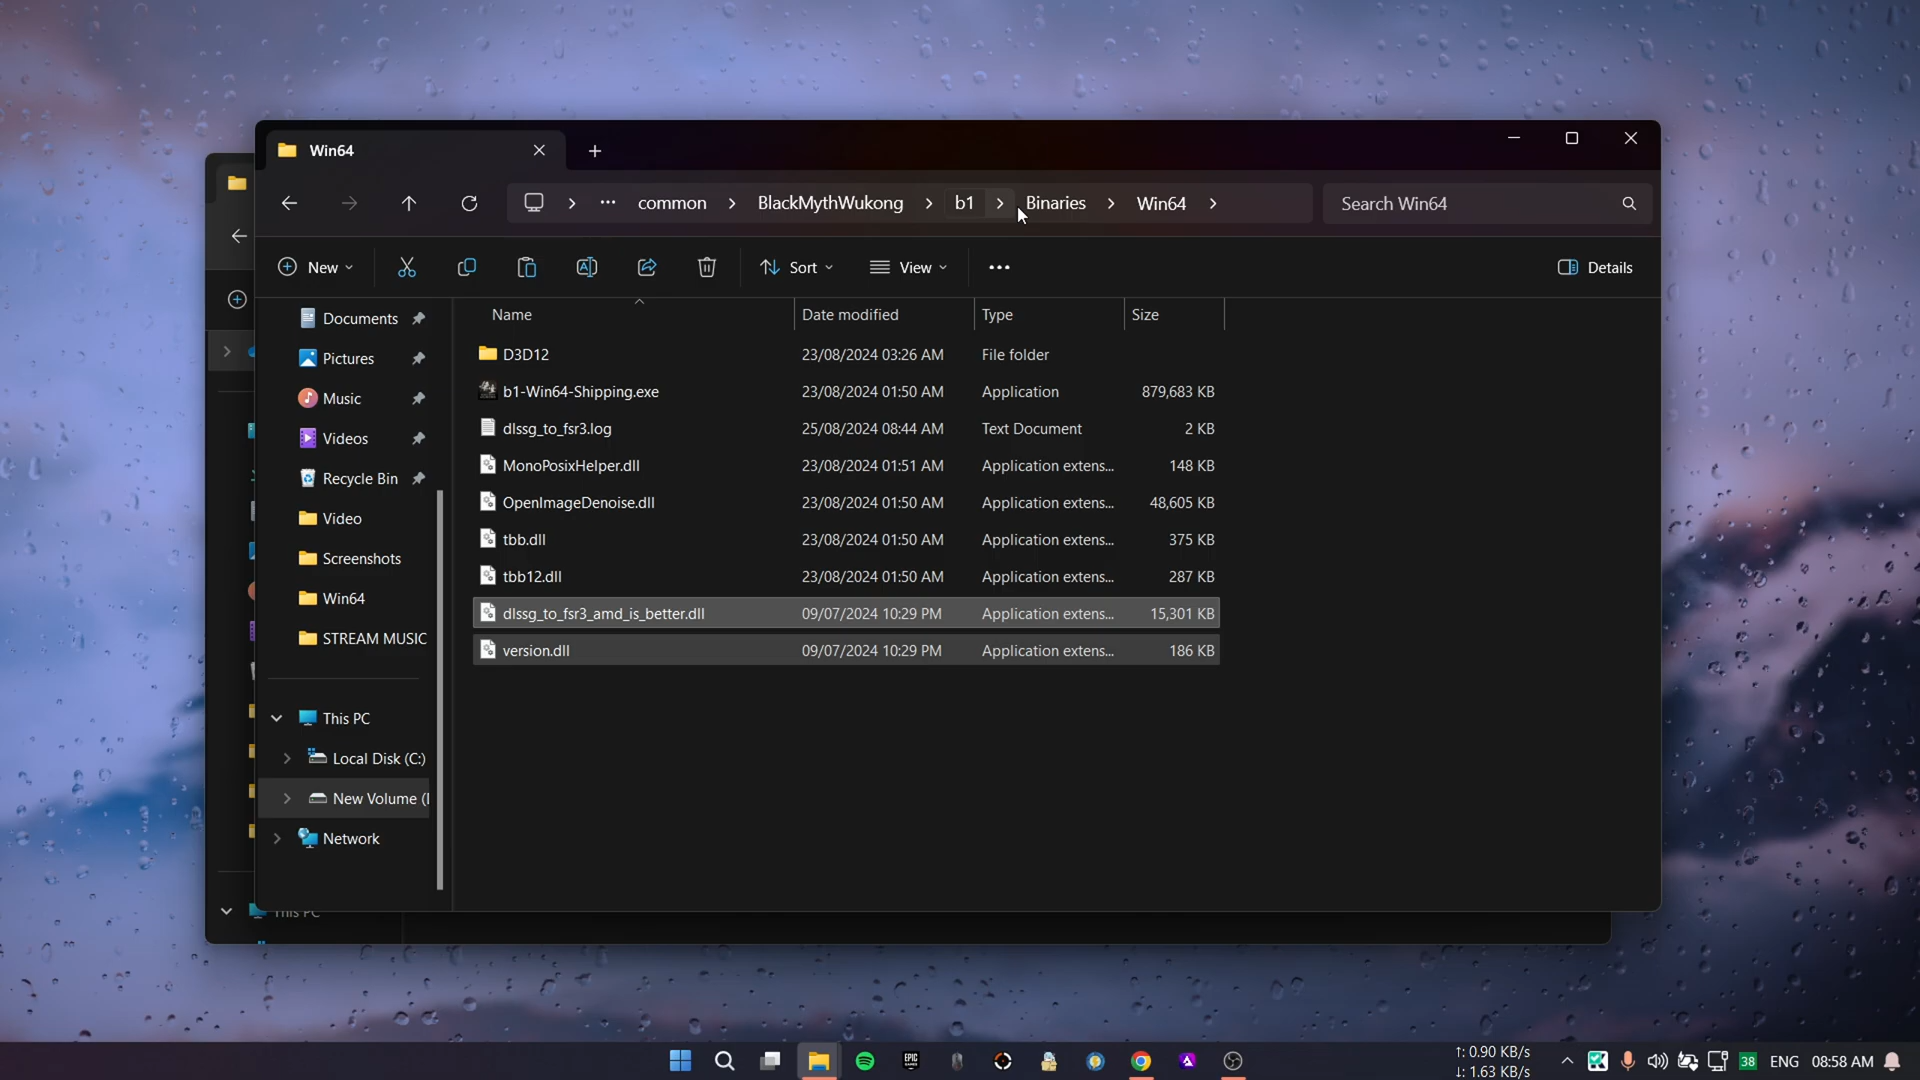 Win64
common BlackMythWukong b1 Binaries Win64
Search Win64
New
Sort
View
Details
Name Date modified Type Size
Documents
Pictures
Music
Videos
Recycle Bin
Video
Screenshots
Win64
STREAM MUSIC
This PC
Local Disk (C:)
New Volume (
Network
D3D12 23/08/2024 03:26 AM File folder
b1-Win64-Shipping.exe 23/08/2024 01:50 AM Application 879,683 KB
dlssg_to_fsr3.log 25/08/2024 08:44 AM Text Document 2 KB
MonoPosixHelper.dll 23/08/2024 01:51 AM Application extens... 148 KB
OpenImageDenoise.dll 23/08/2024 01:50 AM Application extens... 48,605 KB
tbb.dll 23/08/2024 01:50 AM Application extens... 375 KB
tbb12.dll 23/08/2024 01:50 AM Application extens... 287 KB
dlssg_to_fsr3_amd_is_better.dll 09/07/2024 10:29 PM Application extens... 15,301 KB
version.dll 09/07/2024 10:29 PM Application extens... 186 KB
This PC
EPIC GAMES
↑: 0.90 KB/s
↓: 1.63 KB/s
38 ENG 08:58 AM